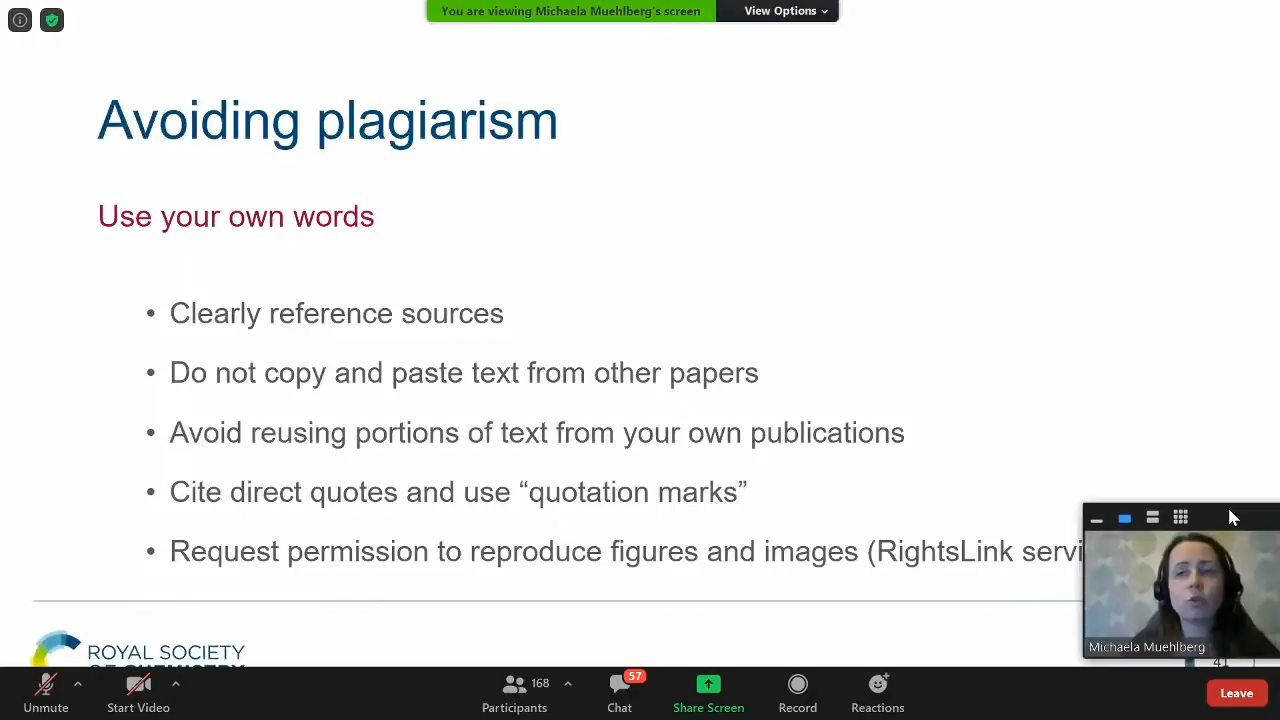 You are viewing Michaela Muehlberg's screen
View Options
Avoiding plagiarism
Use your own words
• Clearly reference sources
• Do not copy and paste text from other papers
• Avoid reusing portions of text from your own publications
• Cite direct quotes and use “quotation marks”
• Request permission to reproduce figures and images (RightsLink servi
Michaela Muehlberg
ROYAL SOCIETY
OF CHEMISTRY
41
168
57
Unmute
Start Video
Participants
Chat
Share Screen
Record
Reactions
Leave